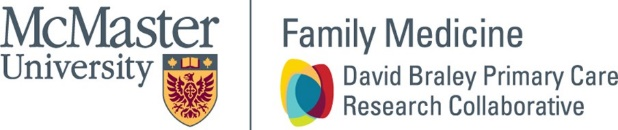 McMaster
University
Family Medicine
David Braley Primary Care
Research Collaborative